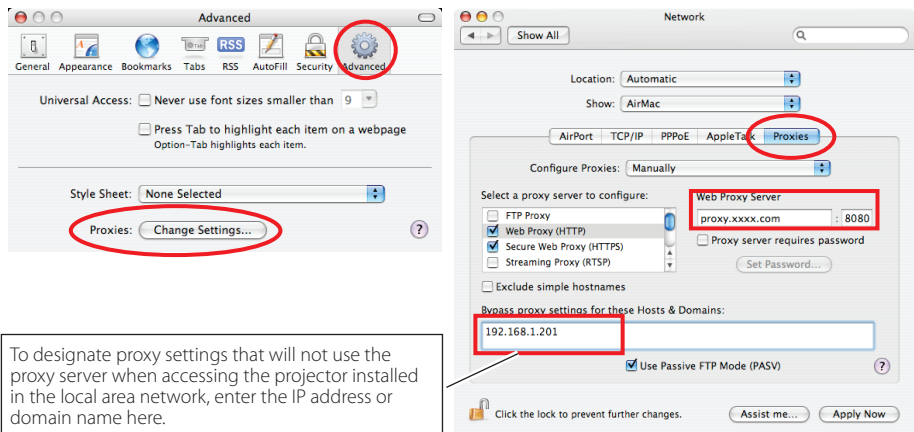 Advanced
General Appearance Bookmarks Tabs RSS AutoFill Security Advanced
RSS
Universal Access: Never use font sizes smaller than 9
Press Tab to highlight each item on a webpage
Option-Tab highlights each item.
Style Sheet: None Selected
Proxies: Change Settings... ?
To designate proxy settings that will not use the
proxy server when accessing the projector installed
in the local area network, enter the IP address or
domain name here.
Network
Show All
Location: Automatic
Show: AirMac
AirPort TCP/IP PPPoE AppleTalk Proxies
Configure Proxies: Manually
Select a proxy server to configure:
FTP Proxy
Web Proxy (HTTP)
Secure Web Proxy (HTTPS)
Streaming Proxy (RTSP)
Web Proxy Server
proxy.xxxx.com : 8080
Proxy server requires password
Set Password...
Exclude simple hostnames
Bypass proxy settings for these Hosts & Domains:
192.168.1.201
Use Passive FTP Mode (PASV) ?
Click the lock to prevent further changes. Assist me... Apply Now